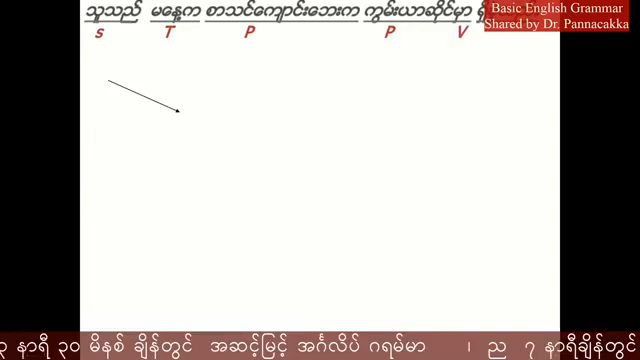 သူသည် မနေ့က စာသင်ကျောင်းဘေးက ကွမ်းယာဆိုင်မှာ
s T P P V
Basic English Grammar
Shared by Dr. Pannacakka
၃ နာရီ ၃၀ မိနစ် ချိန်တွင် အဆင့်မြင့် အင်္ဂလိပ် ဂရမ်မာ ၊ ည ၇ နာရီချိန်တွင်